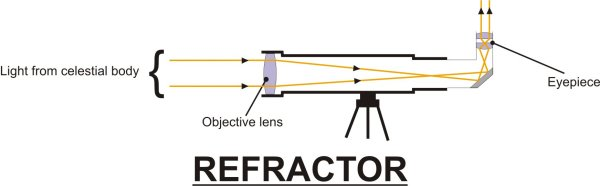 Light from celestial body
Eyepiece
Objective lens
REFRACTOR